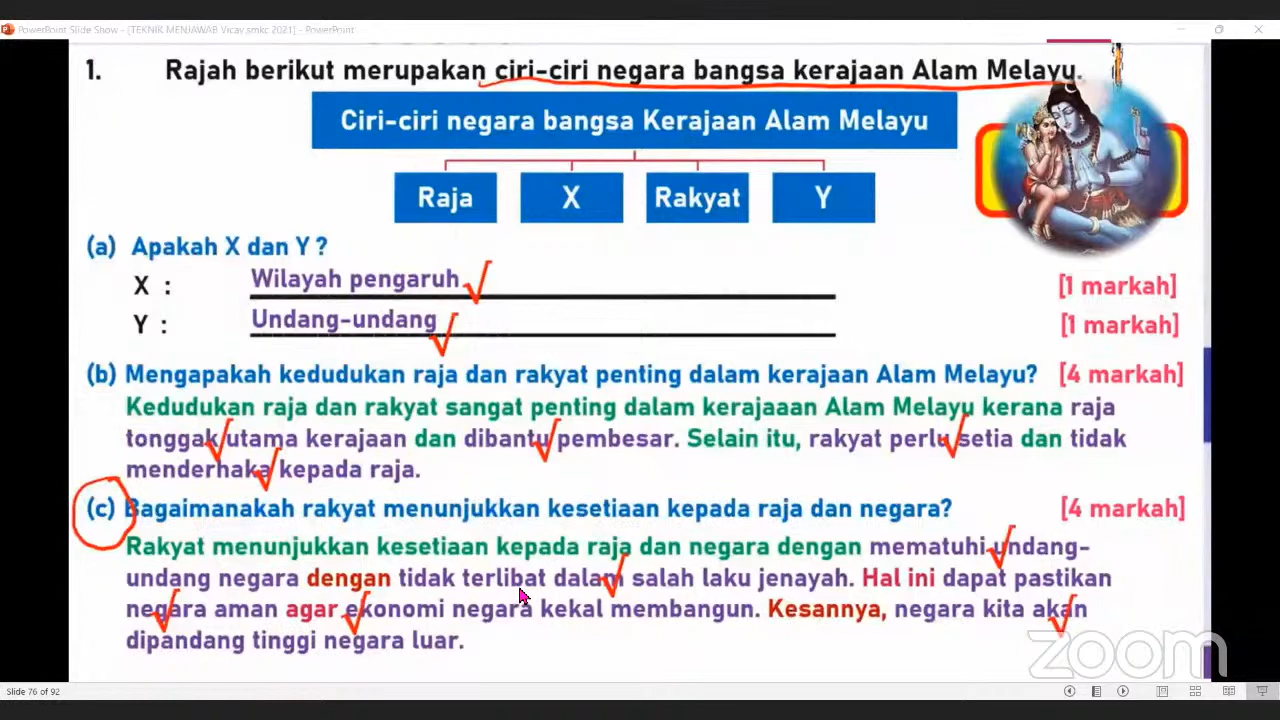 PowerPoint Slide Show - [TEKNIK MENJAWAB Vicay smkc 2021] - PowerPoint
1. Rajah berikut merupakan ciri-ciri negara bangsa kerajaan Alam Melayu.
Ciri-ciri negara bangsa Kerajaan Alam Melayu
Raja X Rakyat Y
(a) Apakah X dan Y ?
X : Wilayah pengaruh [1 markah]
Y : Undang-undang [1 markah]
(b) Mengapakah kedudukan raja dan rakyat penting dalam kerajaan Alam Melayu? [4 markah]
Kedudukan raja dan rakyat sangat penting dalam kerajaaan Alam Melayu kerana raja
tonggak utama kerajaan dan dibantu pembesar. Selain itu, rakyat perlu setia dan tidak
menderhaka kepada raja.
(c) Bagaimanakah rakyat menunjukkan kesetiaan kepada raja dan negara? [4 markah]
Rakyat menunjukkan kesetiaan kepada raja dan negara dengan mematuhi undang-
undang negara dengan tidak terlibat dalam salah laku jenayah. Hal ini dapat pastikan
negara aman agar ekonomi negara kekal membangun. Kesannya, negara kita akan
dipandang tinggi negara luar.
zoom
Slide 76 of 92